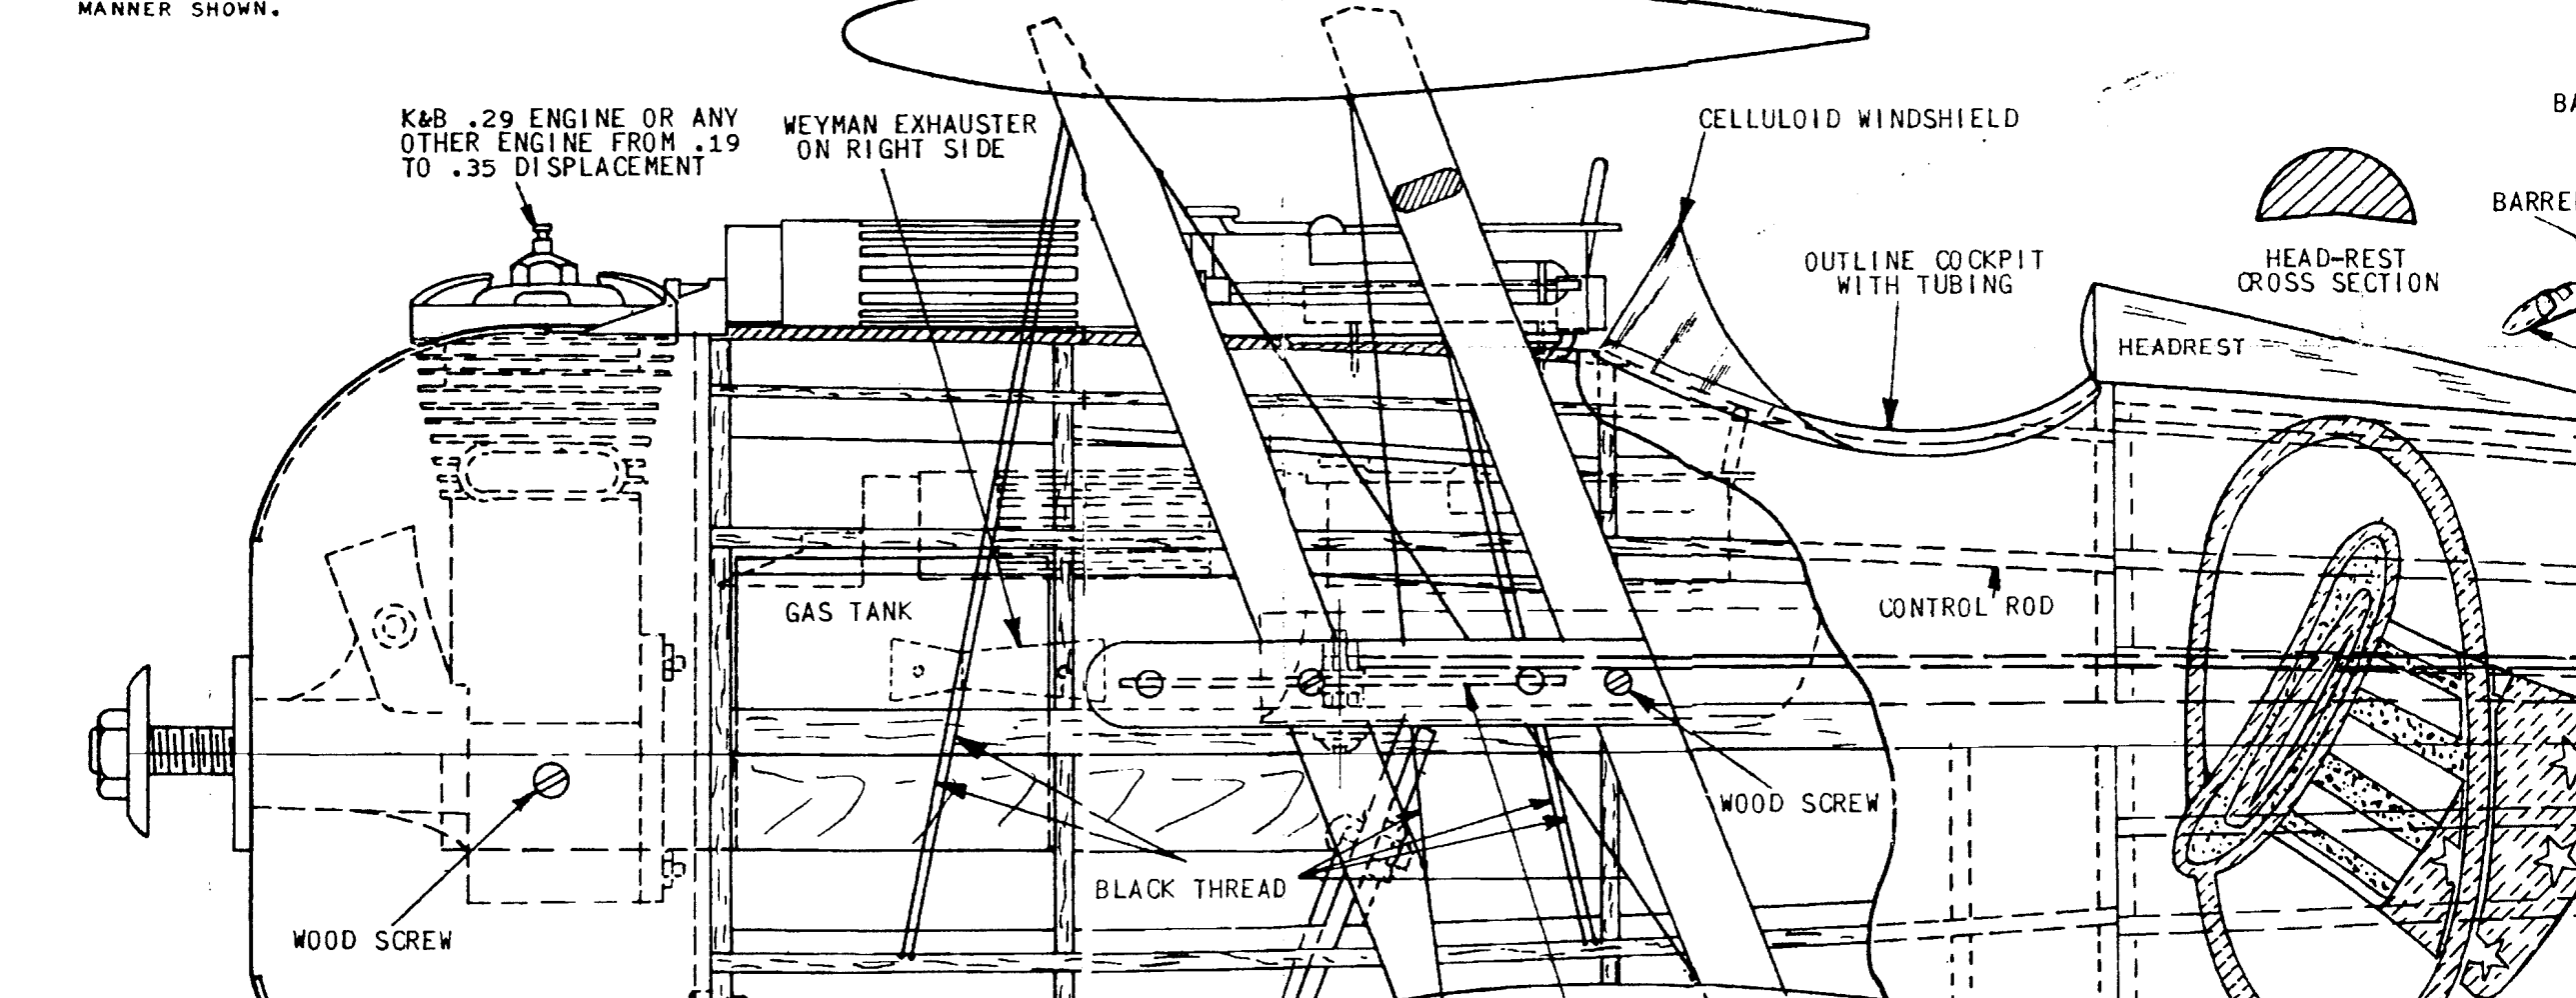 MANNER SHOWN.
K&B .29 ENGINE OR ANY
OTHER ENGINE FROM .19
TO .35 DISPLACEMENT
WEYMAN EXHAUSTER
ON RIGHT SIDE
CELLULOID WINDSHIELD
OUTLINE COCKPIT
WITH TUBING
HEAD-REST
CROSS SECTION
HEADREST
GAS TANK
CONTROL ROD
WOOD SCREW
BLACK THREAD
WOOD SCREW